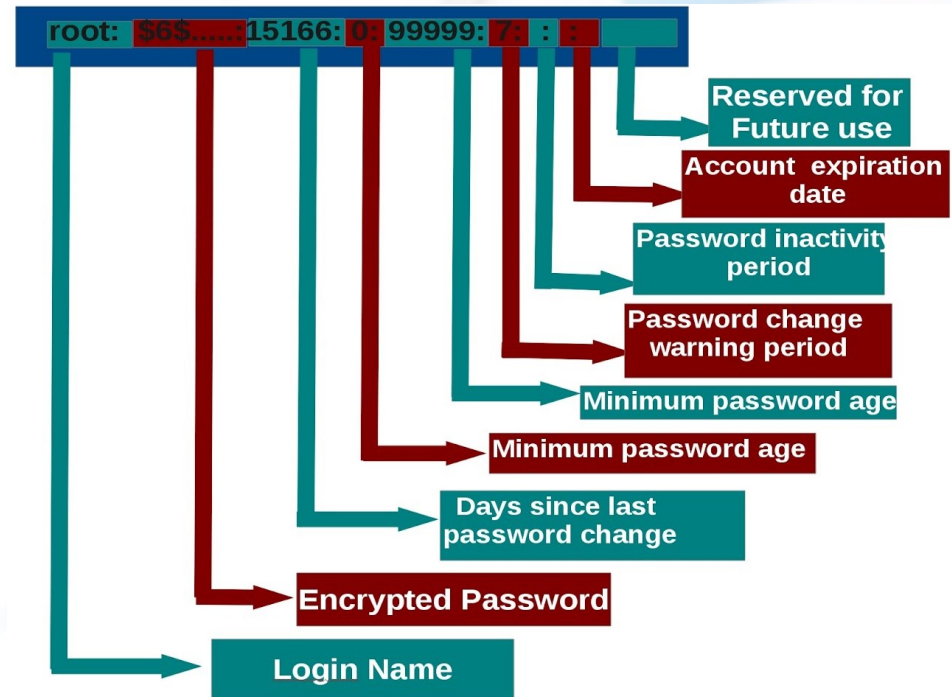 root: $6$.....:15166: 0: 99999: 7: : :
Reserved for
Future use
Account expiration
date
Password inactivity
period
Password change
warning period
Minimum password age
Minimum password age
Days since last
password change
Encrypted Password
Login Name